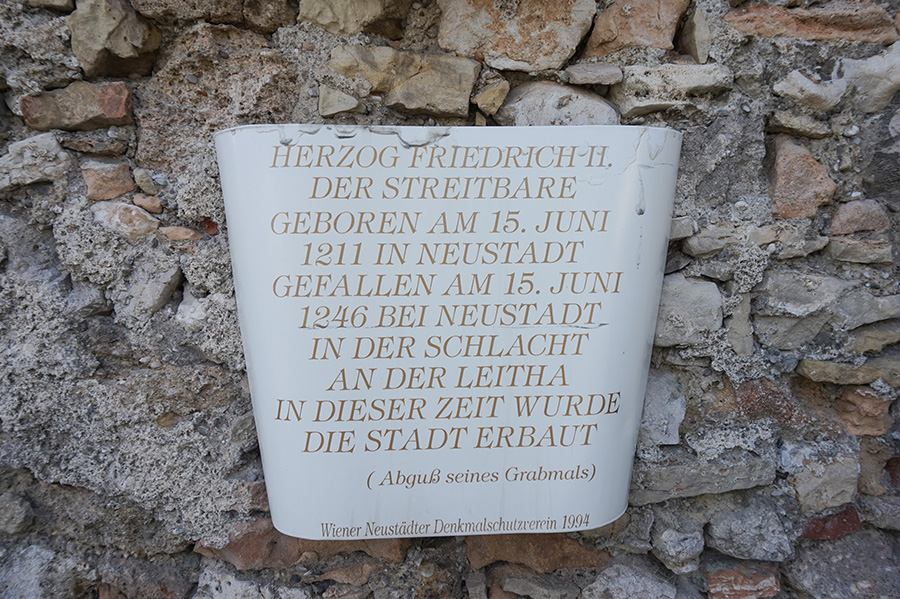 HERZOG FRIEDRICH II.
DER STREITBARE
GEBOREN AM 15. JUNI
1211 IN NEUSTADT
GEFALLEN AM 15. JUNI
1246 BEI NEUSTADT
IN DER SCHLACHT
AN DER LEITHA
IN DIESER ZEIT WURDE
DIE STADT ERBAUT
( Abguß seines Grabmals)
Wiener Neustädter Denkmalschutzverein 1994